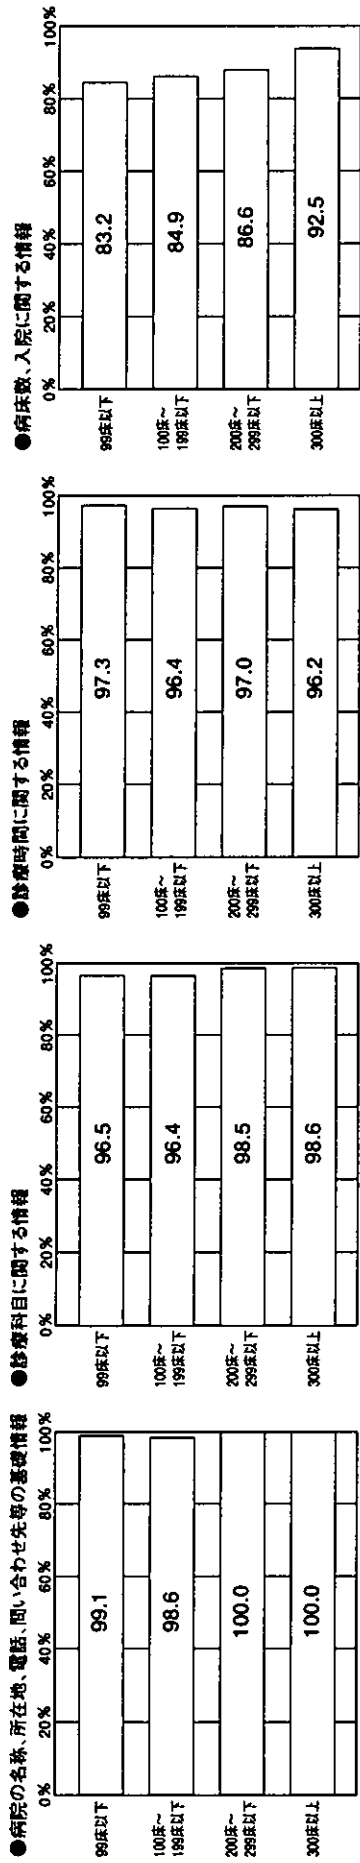 ●病院の名称、所在地、電話、問い合わせ先等の基礎情報
0% 20% 40% 60% 80% 100%
99床以下 99.1
100床~
199床以下 98.6
200床~
299床以下 100.0
300床以上 100.0
●診療科目に関する情報
0% 20% 40% 60% 80% 100%
99床以下 96.5
100床~
199床以下 96.4
200床~
299床以下 98.5
300床以上 98.6
●診療時間に関する情報
0% 20% 40% 60% 80% 100%
99床以下 97.3
100床~
199床以下 96.4
200床~
299床以下 97.0
300床以上 96.2
●病床数、入院に関する情報
0% 20% 40% 60% 80% 100%
99床以下 83.2
100床~
199床以下 84.9
200床~
299床以下 86.6
300床以上 92.5